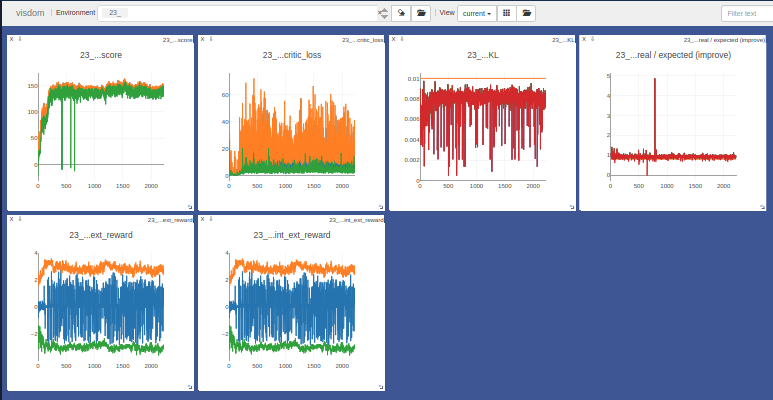 visdom | Environment 23_ | View current Filter text
X 23_...score
23_...score
150
100
50
0 500 1000 1500 2000
X 23_...critic_loss
23_...critic_loss
60
40
20
0
0 500 1000 1500 2000
X 23_...KL
23_...KL
0.01
0.008
0.006
0.004
0.002
0
0 500 1000 1500 2000
X 23_...real / expected (improve)
23_...real / expected (improve)
5
4
3
2
1
0
0 500 1000 1500 2000
X 23_...ext_reward
23_...ext_reward
4
2
0
−2
0 500 1000 1500 2000
X 23_...int_ext_reward
23_...int_ext_reward
4
2
0
−2
0 500 1000 1500 2000